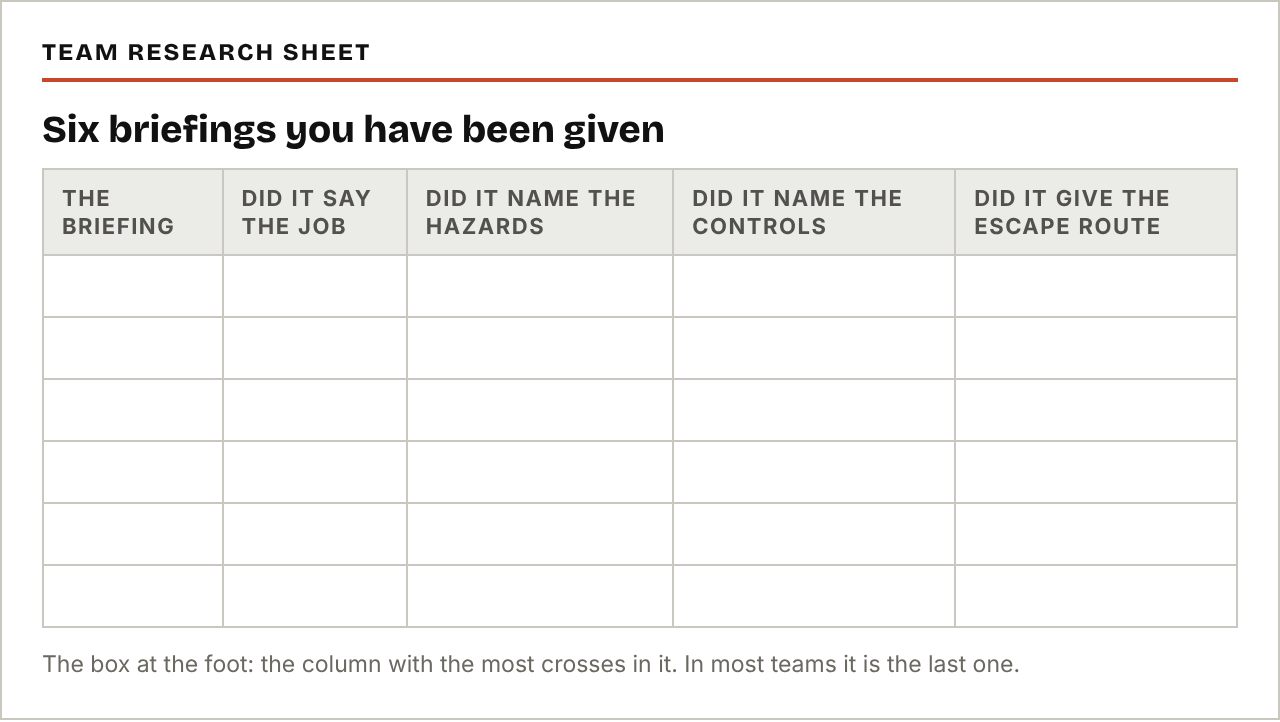 TEAM RESEARCH SHEET
Six briefings you have been given
THE BRIEFING
DID IT SAY THE JOB
DID IT NAME THE HAZARDS
DID IT NAME THE CONTROLS
DID IT GIVE THE ESCAPE ROUTE
The box at the foot: the column with the most crosses in it. In most teams it is the last one.